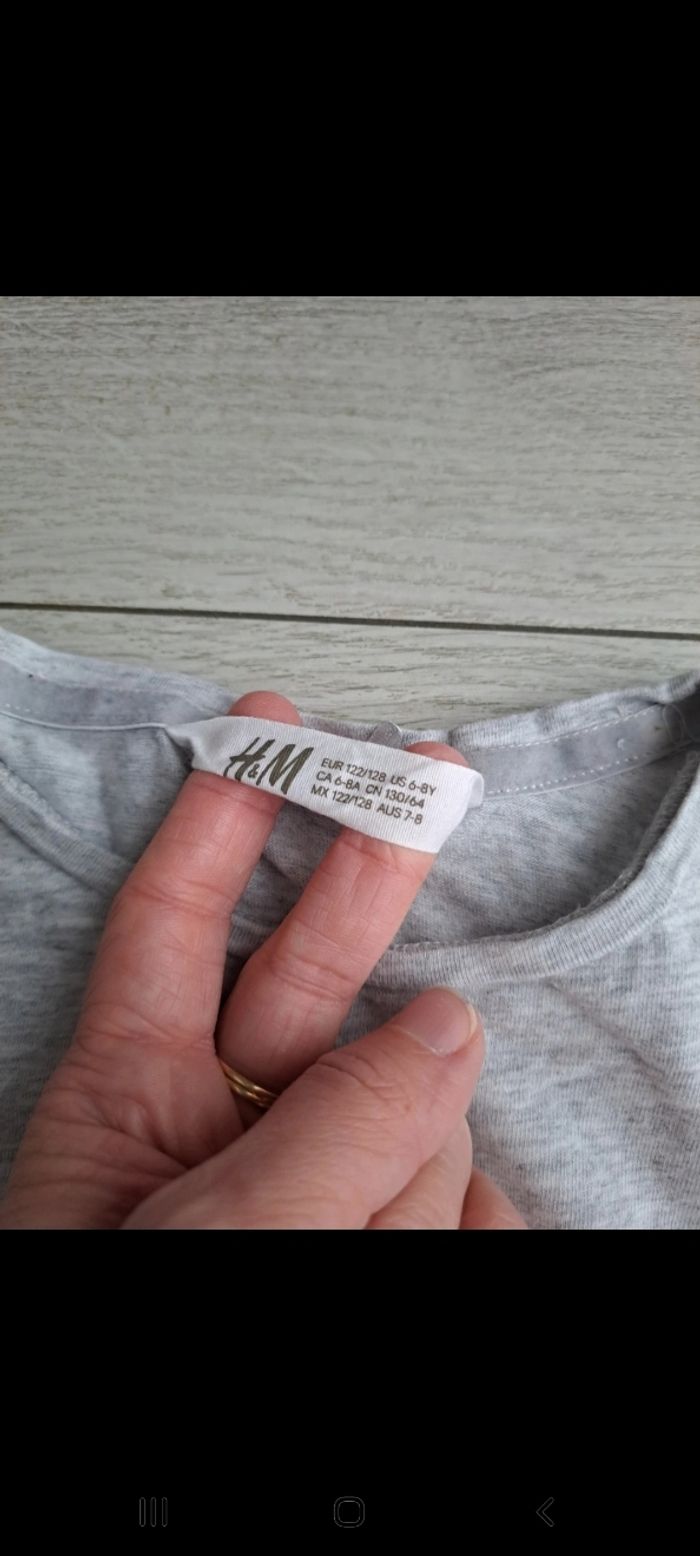 H&M
EUR 122/128 US 6-8Y
CA 6-8A CN 130/64
MX 122/128 AUS 7-8